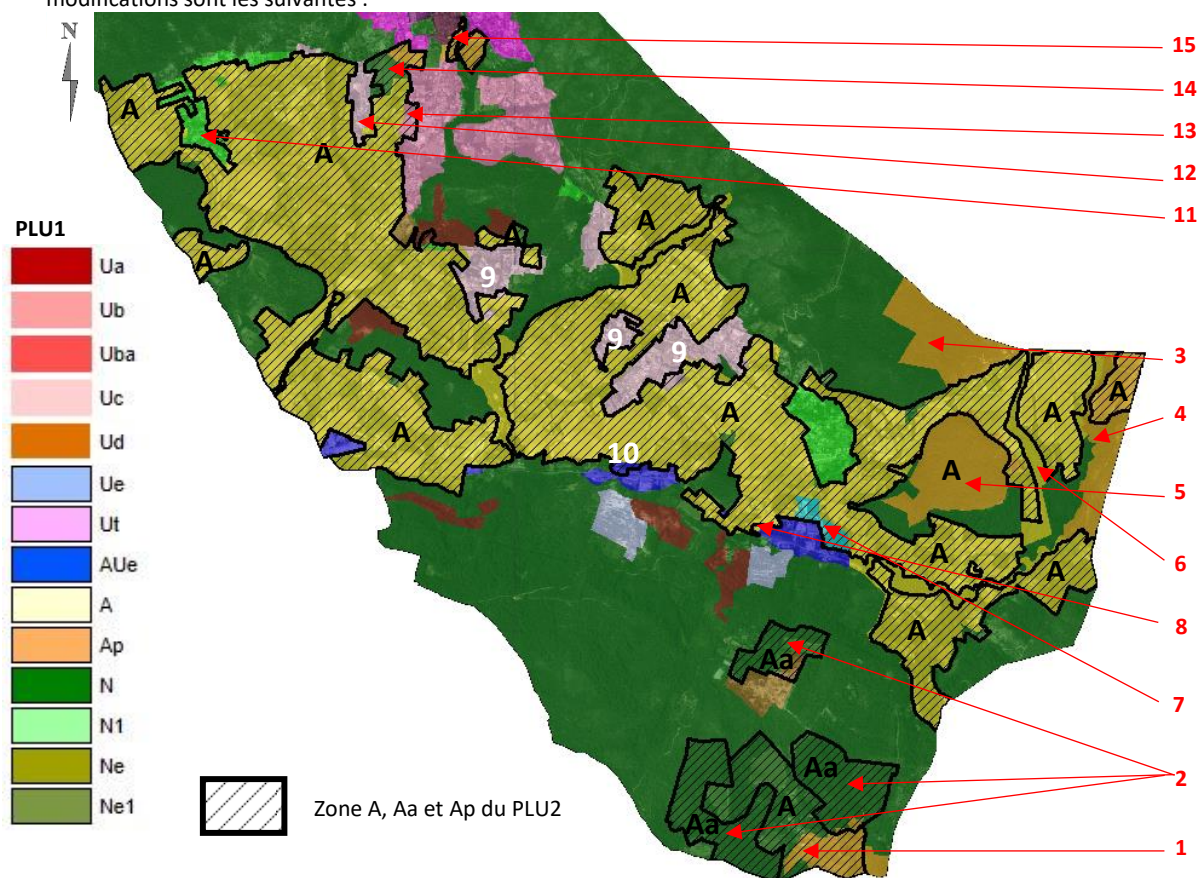 modifications sont les suivantes :
N
15
14
13
12
11
A
A
A
A
A
PLU1
Ua
Ub
Uba
Uc
Ud
Ue
Ut
AUe
A
Ap
N
N1
Ne
Ne1
9
A
9
9
3
A
A
4
A
A
A
5
10
6
A
A
8
A
Aa
7
Aa
2
A
Aa
1
Zone A, Aa et Ap du PLU2